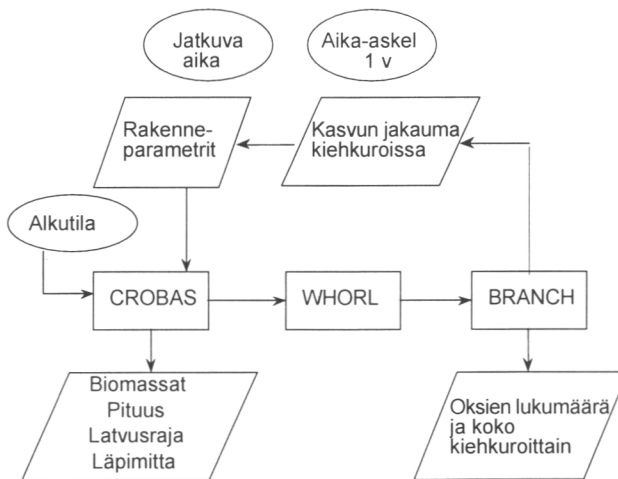 Jatkuva
aika
Aika-askel
1 v
Rakenne-
parametrit
Kasvun jakauma
kiehkuroissa
Alkutila
CROBAS
WHORL
BRANCH
Biomassat
Pituus
Latvusraja
Läpimitta
Oksien lukumäärä
ja koko
kiehkuroittain